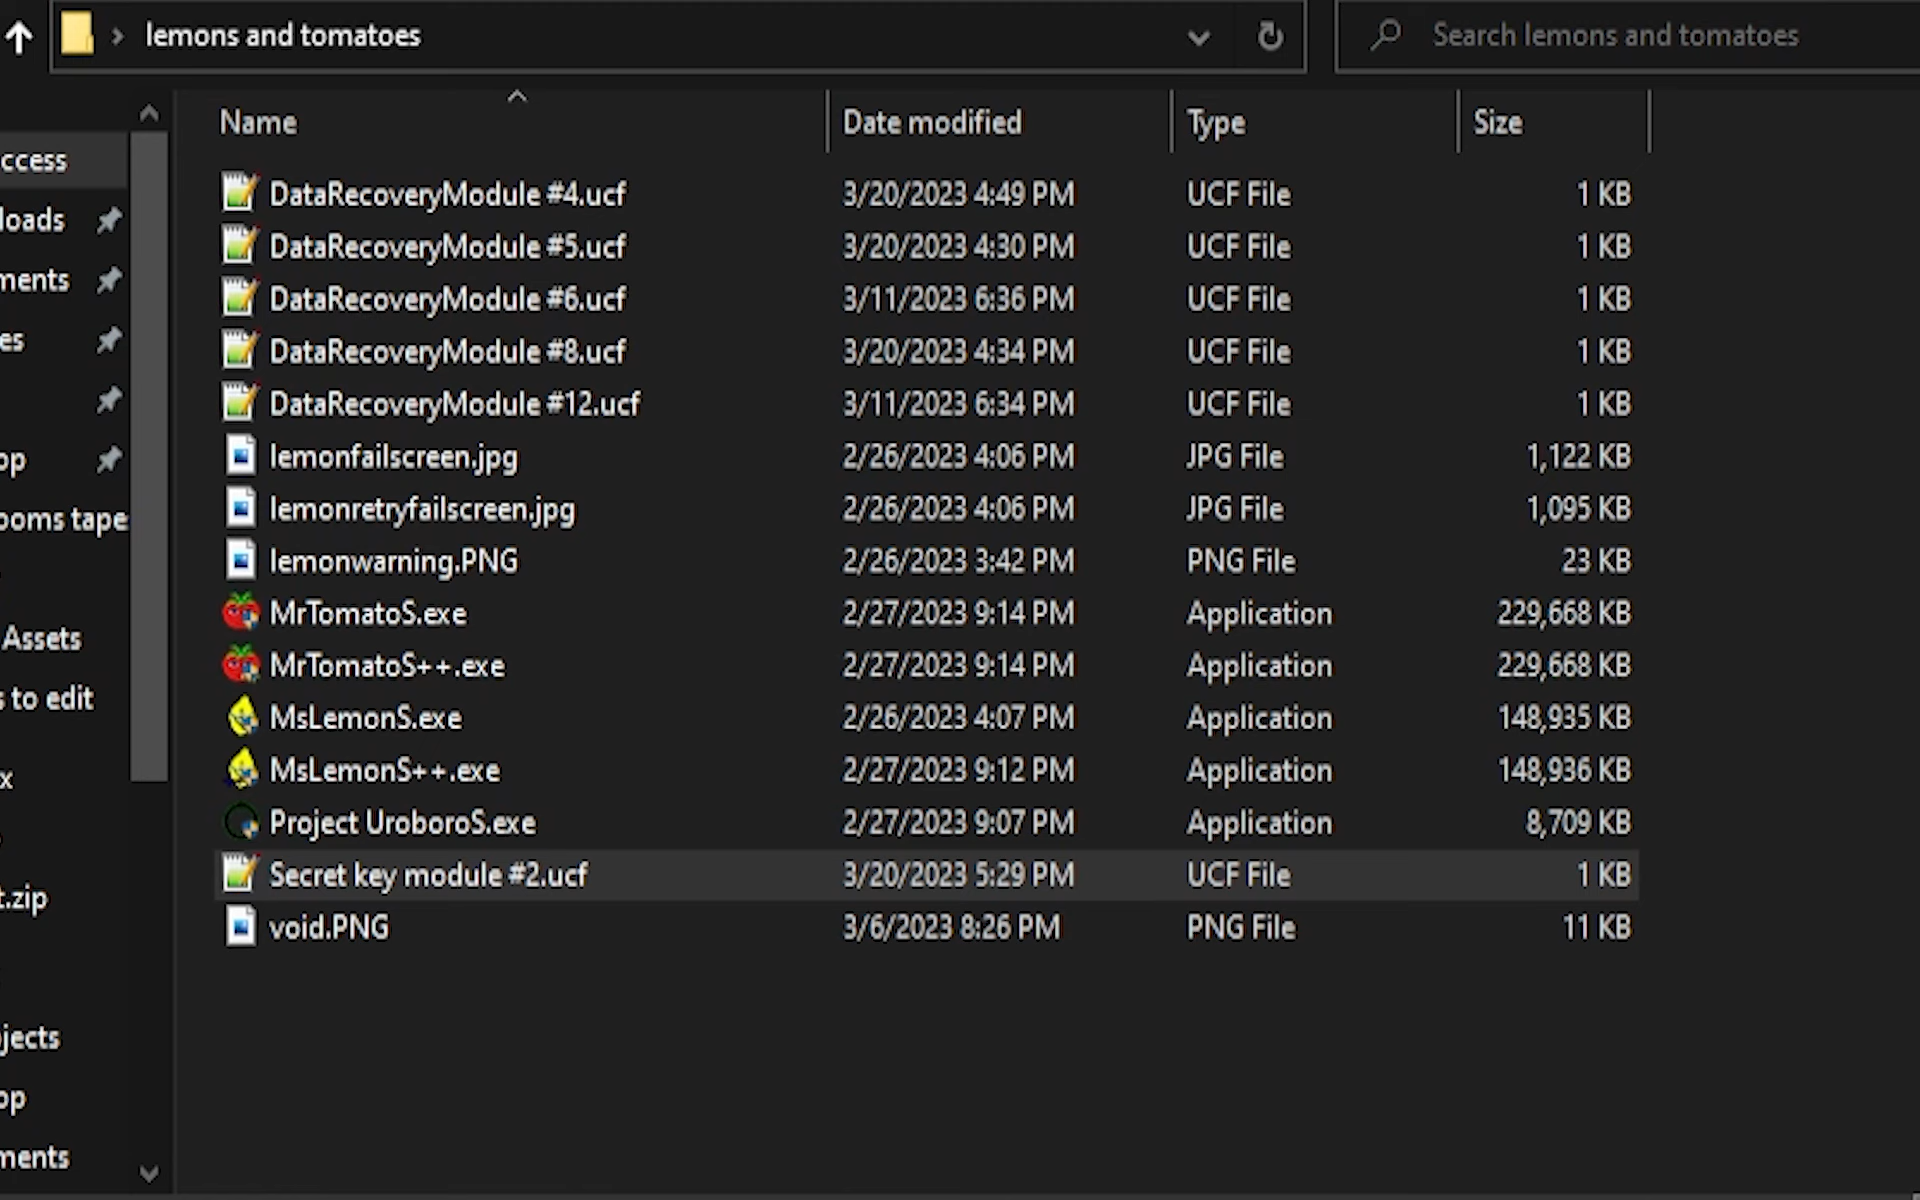 lemons and tomatoes
Search lemons and tomatoes
Name Date modified Type Size
DataRecoveryModule #4.ucf 3/20/2023 4:49 PM UCF File 1 KB
DataRecoveryModule #5.ucf 3/20/2023 4:30 PM UCF File 1 KB
DataRecoveryModule #6.ucf 3/11/2023 6:36 PM UCF File 1 KB
DataRecoveryModule #8.ucf 3/20/2023 4:34 PM UCF File 1 KB
DataRecoveryModule #12.ucf 3/11/2023 6:34 PM UCF File 1 KB
lemonfailscreen.jpg 2/26/2023 4:06 PM JPG File 1,122 KB
lemonretryfailscreen.jpg 2/26/2023 4:06 PM JPG File 1,095 KB
lemonwarning.PNG 2/26/2023 3:42 PM PNG File 23 KB
MrTomatoS.exe 2/27/2023 9:14 PM Application 229,668 KB
MrTomatoS++.exe 2/27/2023 9:14 PM Application 229,668 KB
MsLemonS.exe 2/26/2023 4:07 PM Application 148,935 KB
MsLemonS++.exe 2/27/2023 9:12 PM Application 148,936 KB
Project UroboroS.exe 2/27/2023 9:07 PM Application 8,709 KB
Secret key module #2.ucf 3/20/2023 5:29 PM UCF File 1 KB
void.PNG 3/6/2023 8:26 PM PNG File 11 KB
ccess
loads
ments
es
op
ooms tape
Assets
s to edit
x
t.zip
jects
op
ments